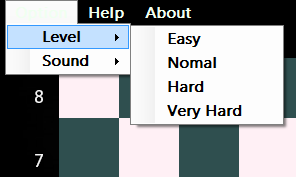 Help About
Level
Sound
Easy
Nomal
Hard
Very Hard
8
7